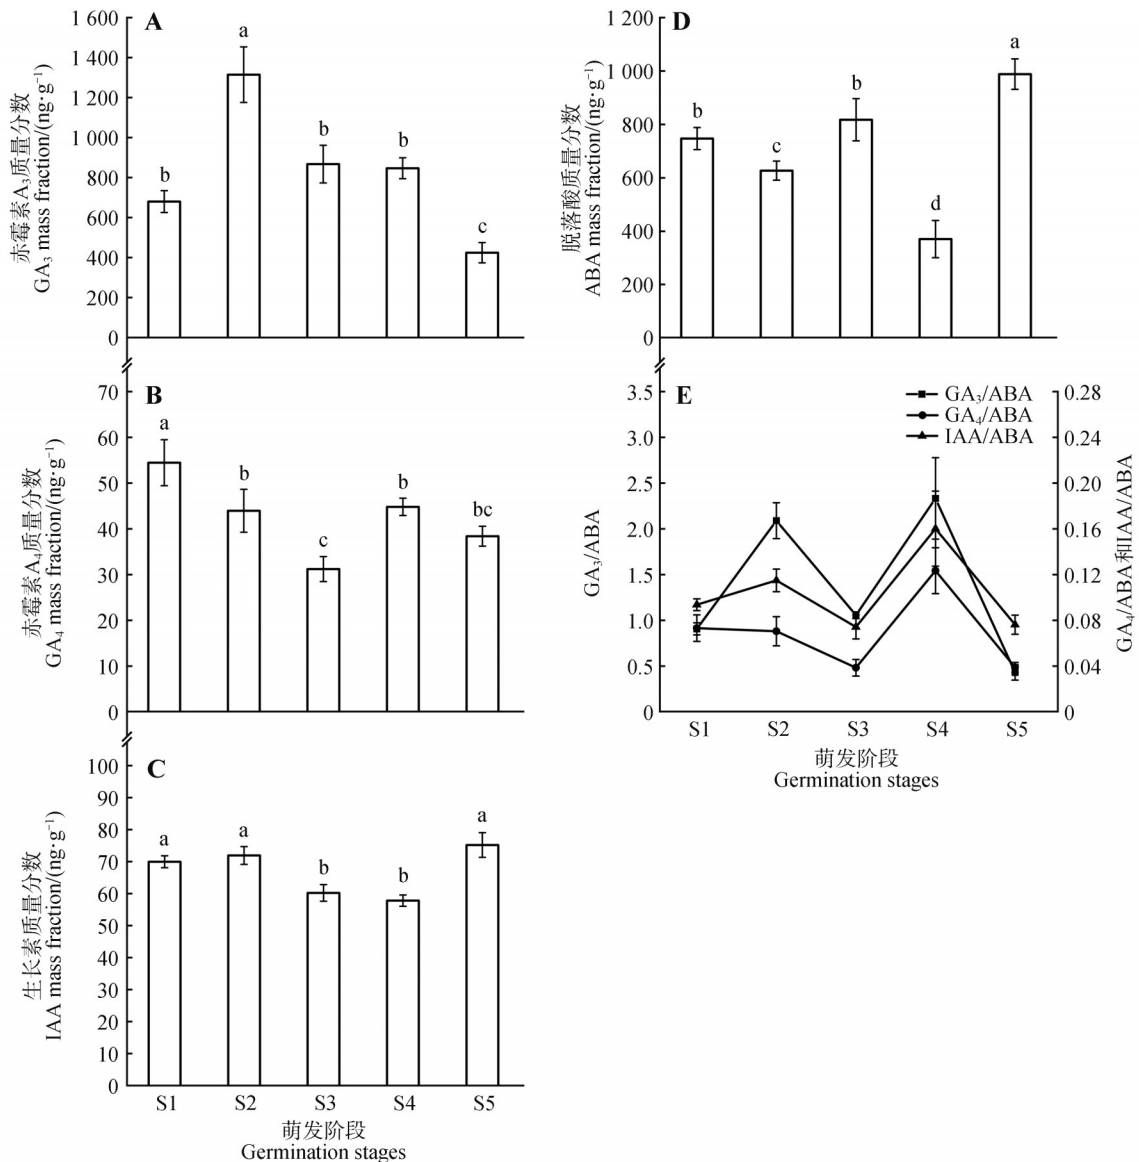 A
赤霉素A₃质量分数
GA₃ mass fraction/(ng·g⁻¹)
1 600
1 400
1 200
1 000
800
600
400
200
0
b
a
b
b
c
B
赤霉素A₄质量分数
GA₄ mass fraction/(ng·g⁻¹)
70
60
50
40
30
20
10
0
a
b
c
b
bc
C
生长素质量分数
IAA mass fraction/(ng·g⁻¹)
100
90
80
70
60
50
40
30
20
10
0
a
a
b
b
a
S1 S2 S3 S4 S5
萌发阶段
Germination stages
D
脱落酸质量分数
ABA mass fraction/(ng·g⁻¹)
1 200
1 000
800
600
400
200
0
b
c
b
d
a
E
GA₃/ABA
GA₄/ABA
IAA/ABA
GA₃/ABA
3.5
3.0
2.5
2.0
1.5
1.0
0.5
0
0.28
0.24
0.20
0.16
0.12
0.08
0.04
0
GA₄/ABA和IAA/ABA
S1 S2 S3 S4 S5
萌发阶段
Germination stages